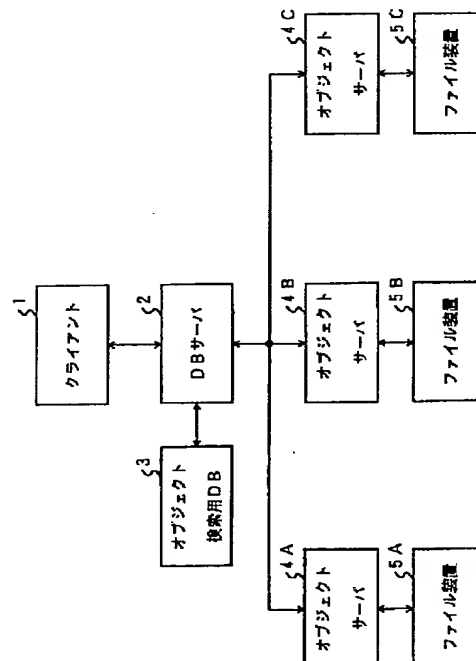 1
クライアント
2
DBサーバ
3
オブジェクト
検索用DB
4A
オブジェクト
サーバ
4B
オブジェクト
サーバ
4C
オブジェクト
サーバ
5A
ファイル装置
5B
ファイル装置
5C
ファイル装置